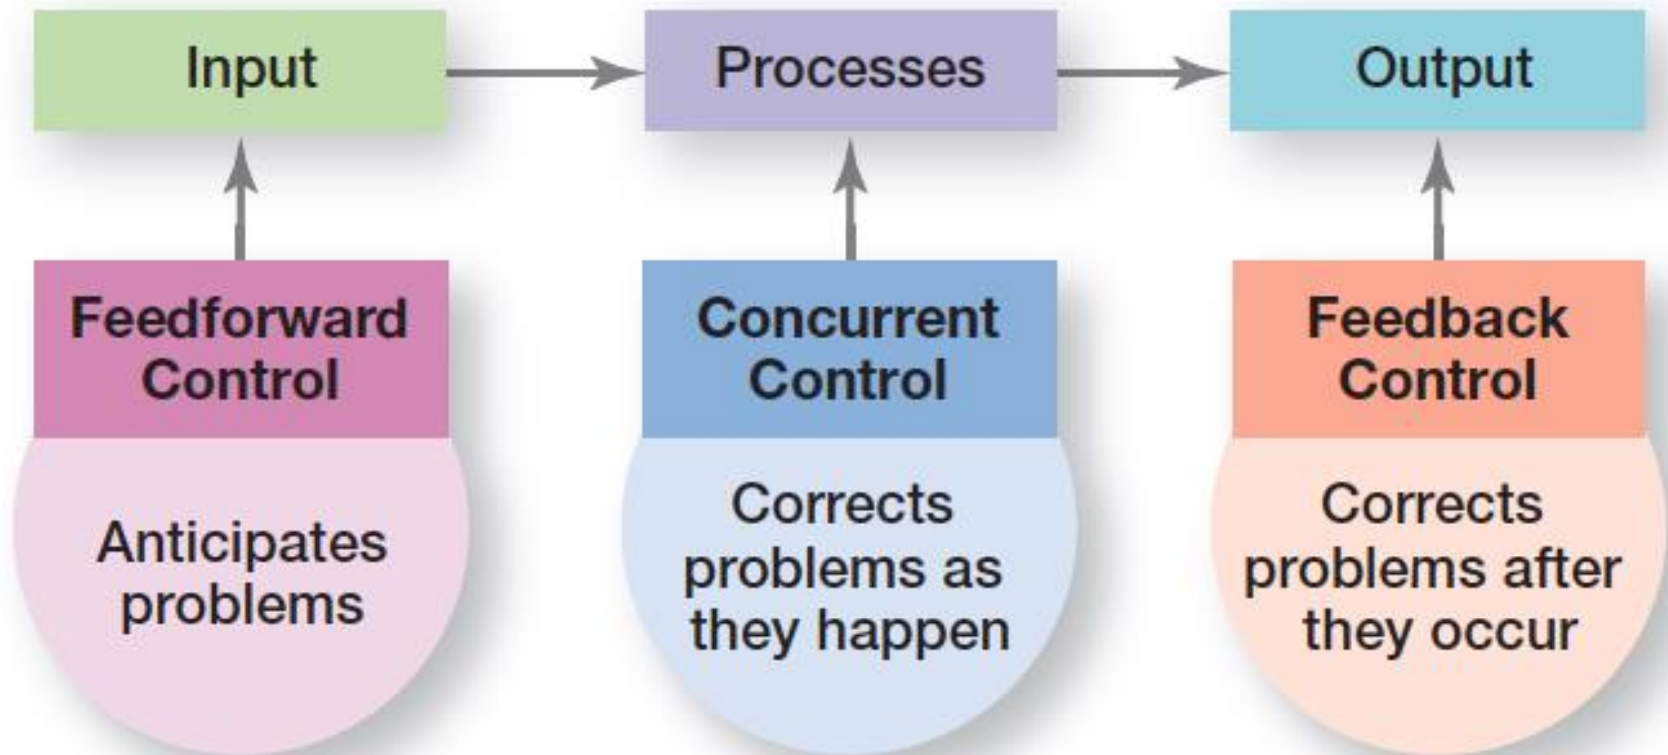 Input
Processes
Output
Feedforward
Control
Concurrent
Control
Feedback
Control
Anticipates
problems
Corrects
problems as
they happen
Corrects
problems after
they occur